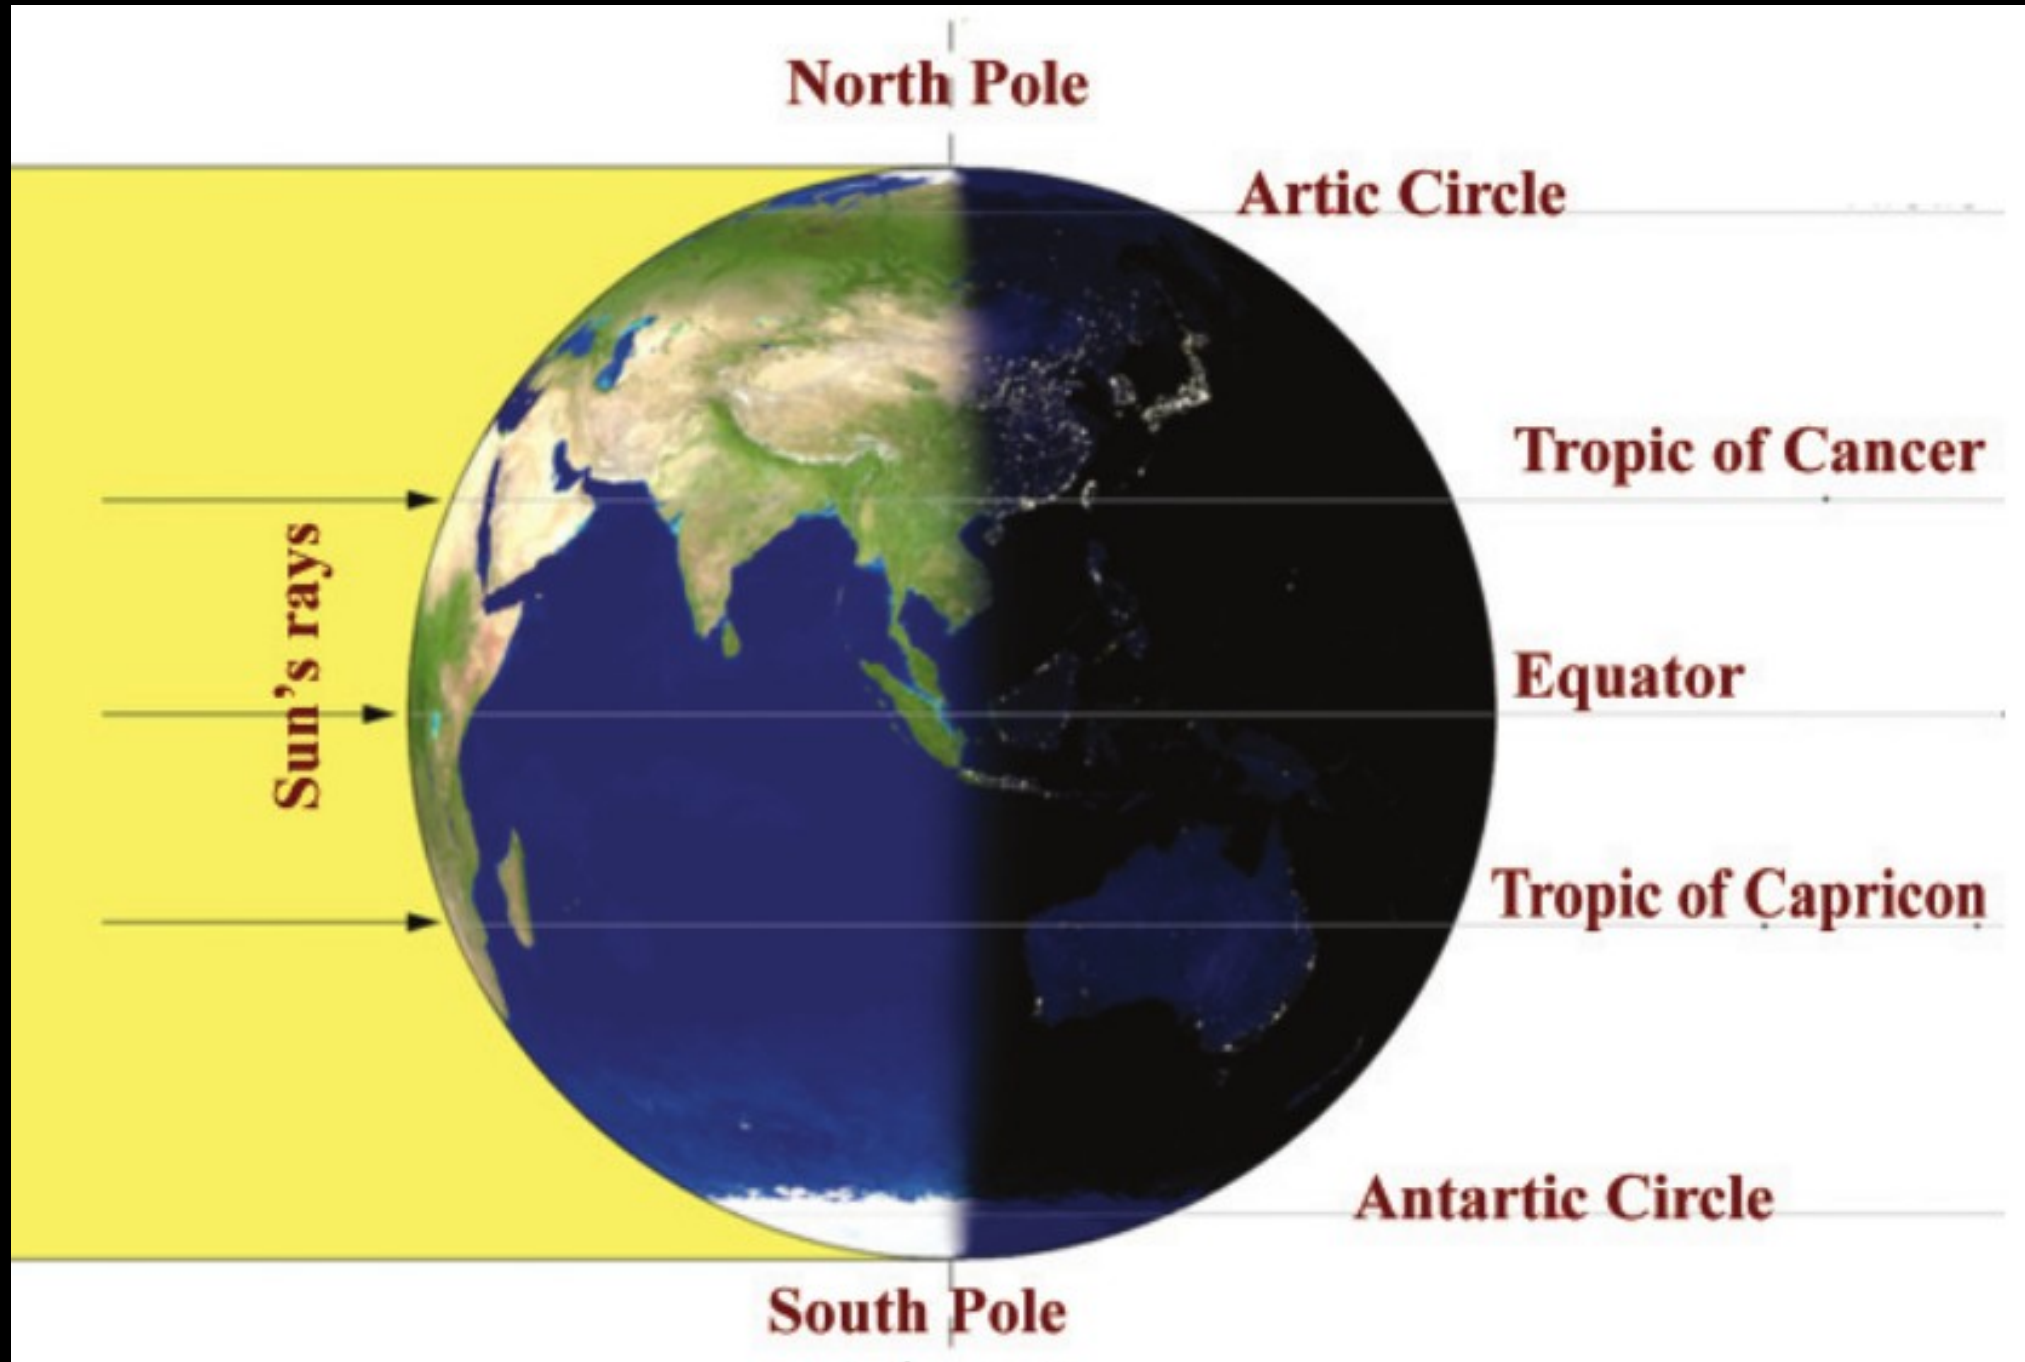 North Pole
Artic Circle
Tropic of Cancer
Sun's rays
Equator
Tropic of Capricon
Antartic Circle
South Pole